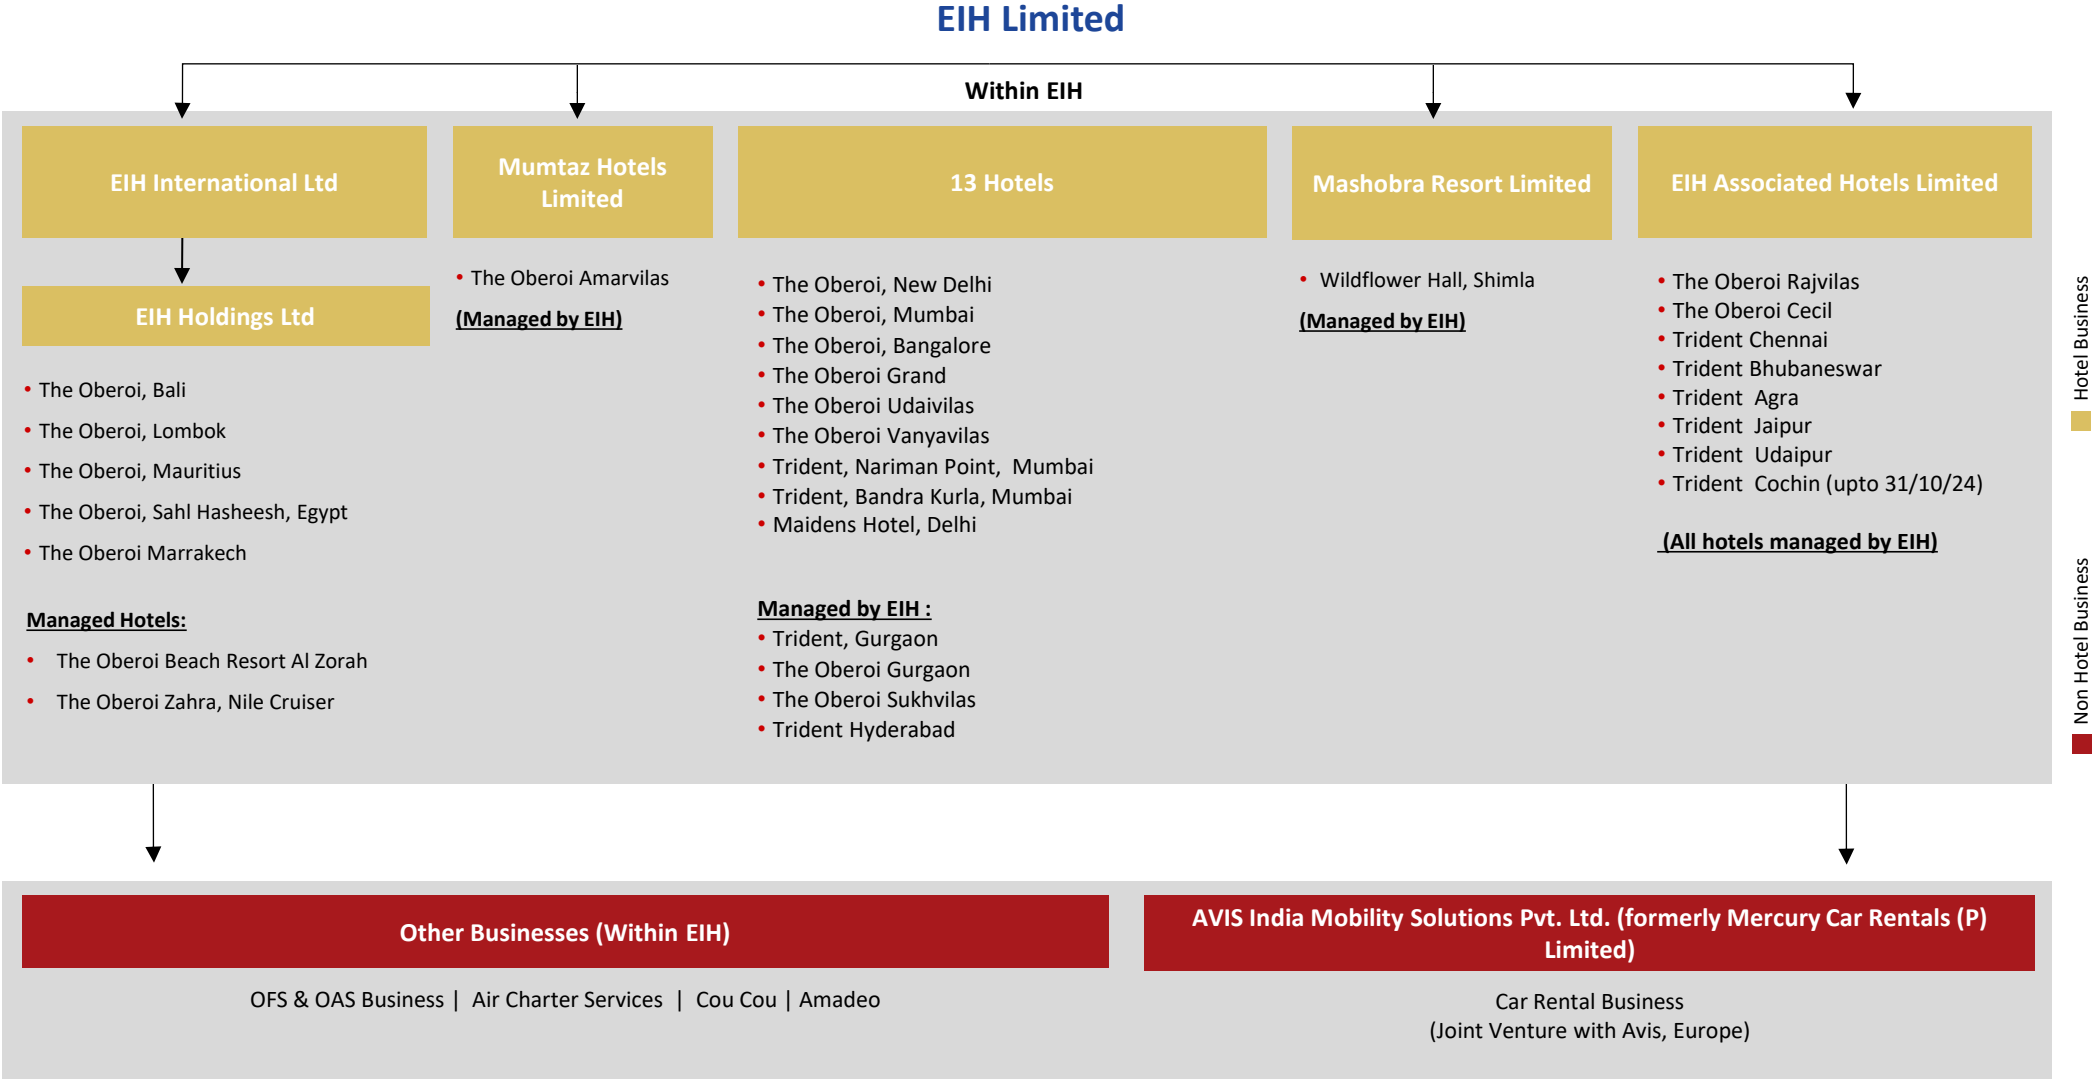 EIH Limited
Within EIH
EIH International Ltd
EIH Holdings Ltd
• The Oberoi, Bali
• The Oberoi, Lombok
• The Oberoi, Mauritius
• The Oberoi, Sahl Hasheesh, Egypt
• The Oberoi Marrakech
Managed Hotels:
• The Oberoi Beach Resort Al Zorah
• The Oberoi Zahra, Nile Cruiser
Mumtaz Hotels
Limited
• The Oberoi Amarvilas
(Managed by EIH)
13 Hotels
• The Oberoi, New Delhi
• The Oberoi, Mumbai
• The Oberoi, Bangalore
• The Oberoi Grand
• The Oberoi Udaivilas
• The Oberoi Vanyavilas
• Trident, Nariman Point, Mumbai
• Trident, Bandra Kurla, Mumbai
• Maidens Hotel, Delhi
Managed by EIH :
• Trident, Gurgaon
• The Oberoi Gurgaon
• The Oberoi Sukhvilas
• Trident Hyderabad
Mashobra Resort Limited
• Wildflower Hall, Shimla
(Managed by EIH)
EIH Associated Hotels Limited
• The Oberoi Rajvilas
• The Oberoi Cecil
• Trident Chennai
• Trident Bhubaneswar
• Trident Agra
• Trident Jaipur
• Trident Udaipur
• Trident Cochin (upto 31/10/24)
(All hotels managed by EIH)
Hotel Business
Non Hotel Business
Other Businesses (Within EIH)
OFS & OAS Business | Air Charter Services | Cou Cou | Amadeo
AVIS India Mobility Solutions Pvt. Ltd. (formerly Mercury Car Rentals (P)
Limited)
Car Rental Business
(Joint Venture with Avis, Europe)